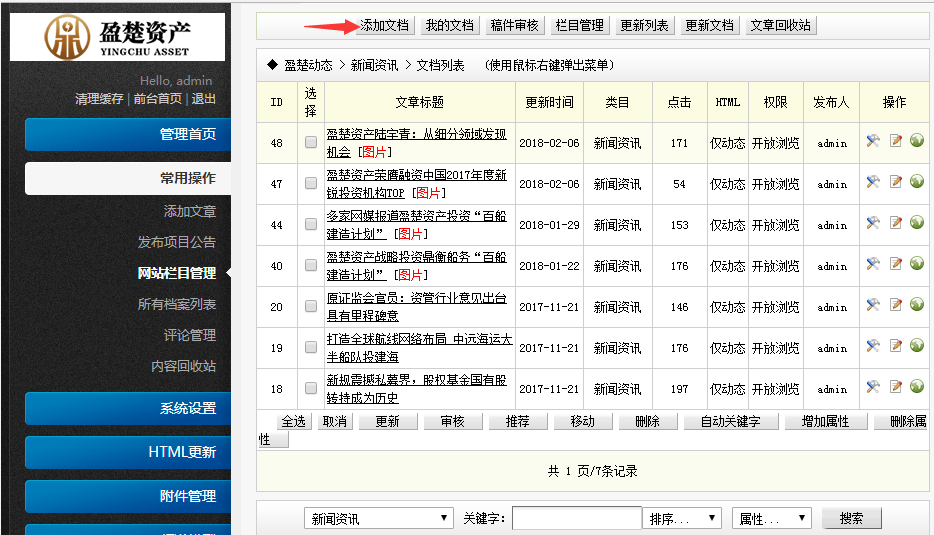 盈楚资产
YINGCHU ASSET
Hello, admin
清理缓存 | 前台首页 | 退出
管理首页
常用操作
添加文章
发布项目公告
网站栏目管理
所有档案列表
评论管理
内容回收站
系统设置
HTML更新
附件管理
添加文档 我的文档 稿件审核 栏目管理 更新列表 更新文档 文章回收站
◆ 盈楚动态 > 新闻资讯 > 文档列表 (使用鼠标右键弹出菜单)
ID 选择 文章标题 更新时间 类目 点击 HTML 权限 发布人 操作
48 盈楚资产陆宇青：从细分领域发现机会 [图片] 2018-02-06 新闻资讯 171 仅动态 开放浏览 admin
47 盈楚资产荣膺融资中国2017年度新锐投资机构TOP [图片] 2018-02-06 新闻资讯 54 仅动态 开放浏览 admin
44 多家网媒报道盈楚资产投资“百船建造计划” [图片] 2018-01-29 新闻资讯 153 仅动态 开放浏览 admin
40 盈楚资产战略投资鼎衡船务“百船建造计划” [图片] 2018-01-22 新闻资讯 176 仅动态 开放浏览 admin
20 原证监会官员：资管行业意见出台具有里程碑意 2017-11-21 新闻资讯 146 仅动态 开放浏览 admin
19 打造全球航线网络布局 中远海运大半船队投建海 2017-11-21 新闻资讯 176 仅动态 开放浏览 admin
18 新规震撼私募界，股权基金国有股转持成为历史 2017-11-21 新闻资讯 197 仅动态 开放浏览 admin
全选 取消 更新 审核 推荐 移动 删除 自动关键字 增加属性 删除属
性
共 1 页/7条记录
新闻资讯 关键字： 排序... 属性... 搜索